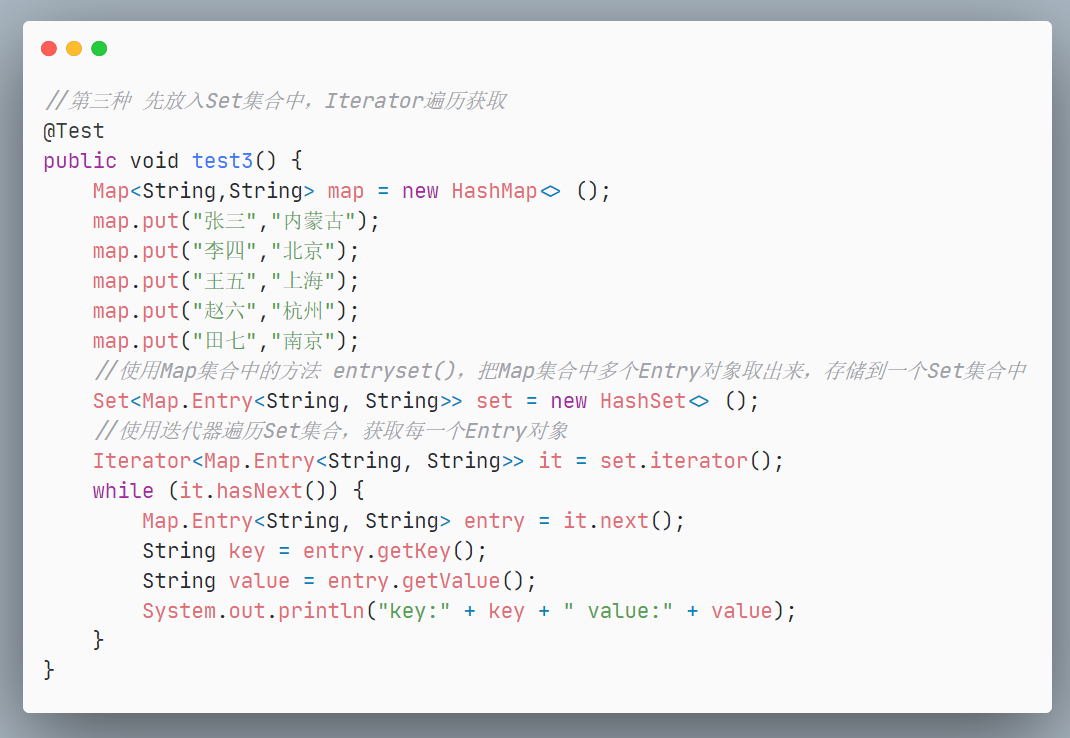 //第三种 先放入Set集合中，Iterator遍历获取
@Test
public void test3() {
    Map<String,String> map = new HashMap<> ();
    map.put("张三","内蒙古");
    map.put("李四","北京");
    map.put("王五","上海");
    map.put("赵六","杭州");
    map.put("田七","南京");
    //使用Map集合中的方法 entryset()，把Map集合中多个Entry对象取出来，存储到一个Set集合中
    Set<Map.Entry<String, String>> set = new HashSet<> ();
    //使用迭代器遍历Set集合，获取每一个Entry对象
    Iterator<Map.Entry<String, String>> it = set.iterator();
    while (it.hasNext()) {
        Map.Entry<String, String> entry = it.next();
        String key = entry.getKey();
        String value = entry.getValue();
        System.out.println("key:" + key + " value:" + value);
    }
}